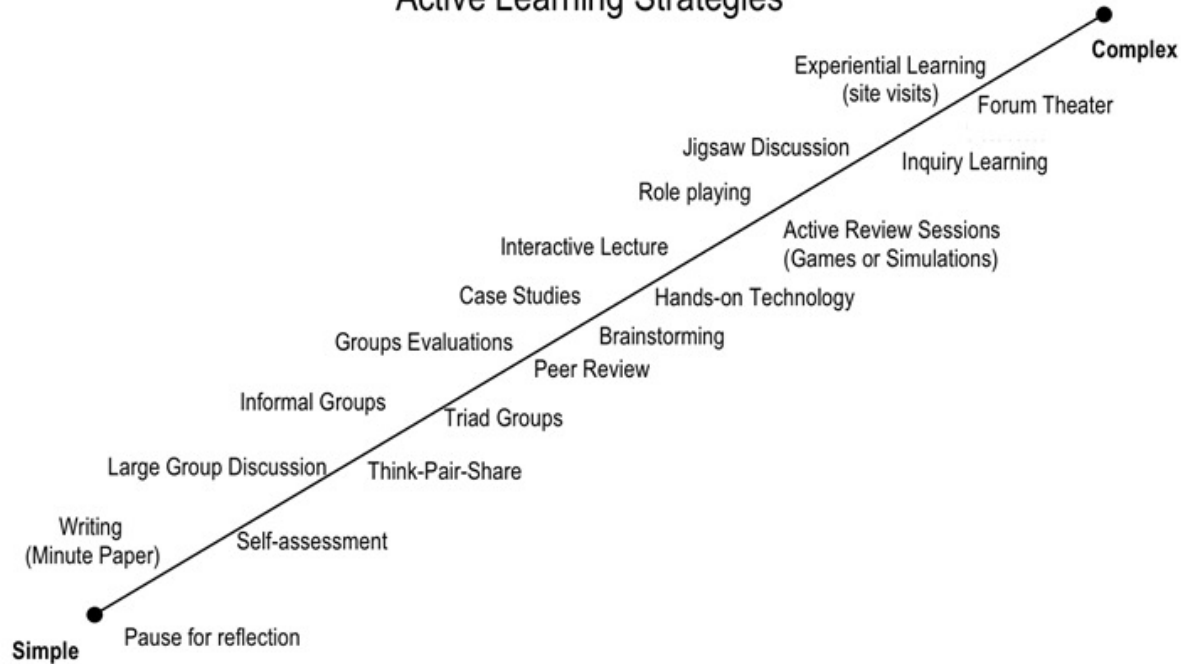 Active Learning Strategies
Complex
Experiential Learning
(site visits)
Forum Theater
Jigsaw Discussion
Inquiry Learning
Role playing
Active Review Sessions
(Games or Simulations)
Interactive Lecture
Case Studies
Hands-on Technology
Groups Evaluations
Brainstorming
Peer Review
Informal Groups
Triad Groups
Large Group Discussion
Think-Pair-Share
Writing
(Minute Paper)
Self-assessment
Pause for reflection
Simple